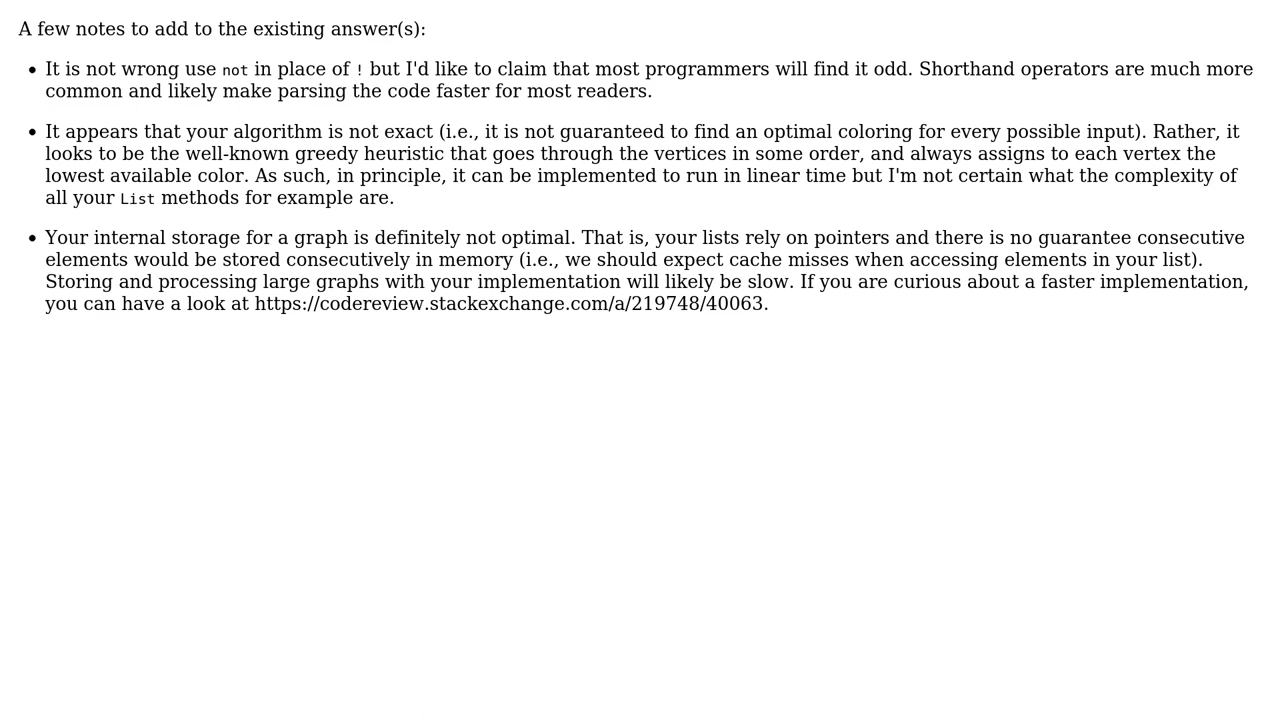 A few notes to add to the existing answer(s):
• It is not wrong use not in place of ! but I'd like to claim that most programmers will find it odd. Shorthand operators are much more
common and likely make parsing the code faster for most readers.
• It appears that your algorithm is not exact (i.e., it is not guaranteed to find an optimal coloring for every possible input). Rather, it
looks to be the well-known greedy heuristic that goes through the vertices in some order, and always assigns to each vertex the
lowest available color. As such, in principle, it can be implemented to run in linear time but I'm not certain what the complexity of
all your List methods for example are.
• Your internal storage for a graph is definitely not optimal. That is, your lists rely on pointers and there is no guarantee consecutive
elements would be stored consecutively in memory (i.e., we should expect cache misses when accessing elements in your list).
Storing and processing large graphs with your implementation will likely be slow. If you are curious about a faster implementation,
you can have a look at https://codereview.stackexchange.com/a/219748/40063.